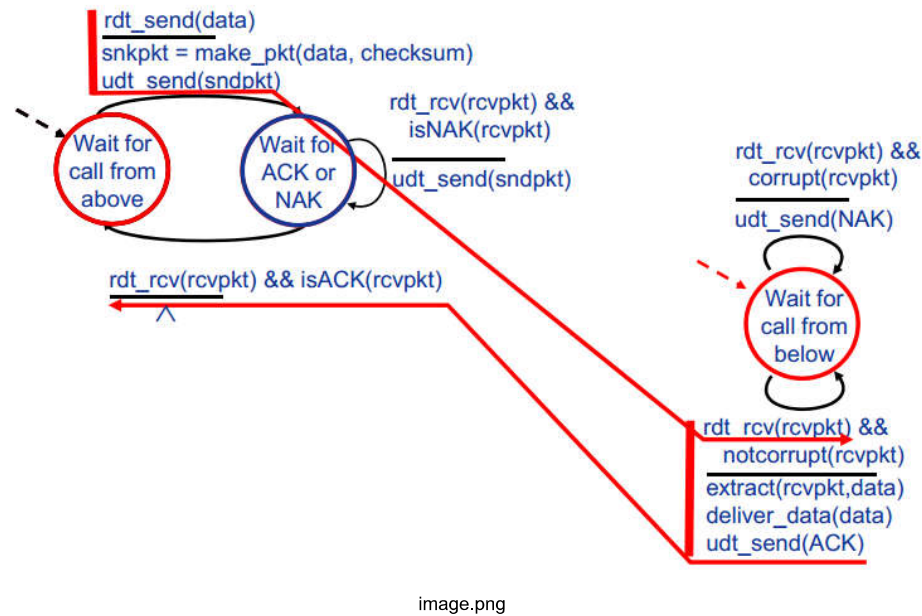 rdt_send(data)
snkpkt = make_pkt(data, checksum)
udt_send(sndpkt)
Wait for
call from
above
Wait for
ACK or
NAK
rdt_rcv(rcvpkt) &&
isNAK(rcvpkt)
udt_send(sndpkt)
rdt_rcv(rcvpkt) && isACK(rcvpkt)
Λ
rdt_rcv(rcvpkt) &&
corrupt(rcvpkt)
udt_send(NAK)
Wait for
call from
below
rdt_rcv(rcvpkt) &&
notcorrupt(rcvpkt)
extract(rcvpkt,data)
deliver_data(data)
udt_send(ACK)
image.png